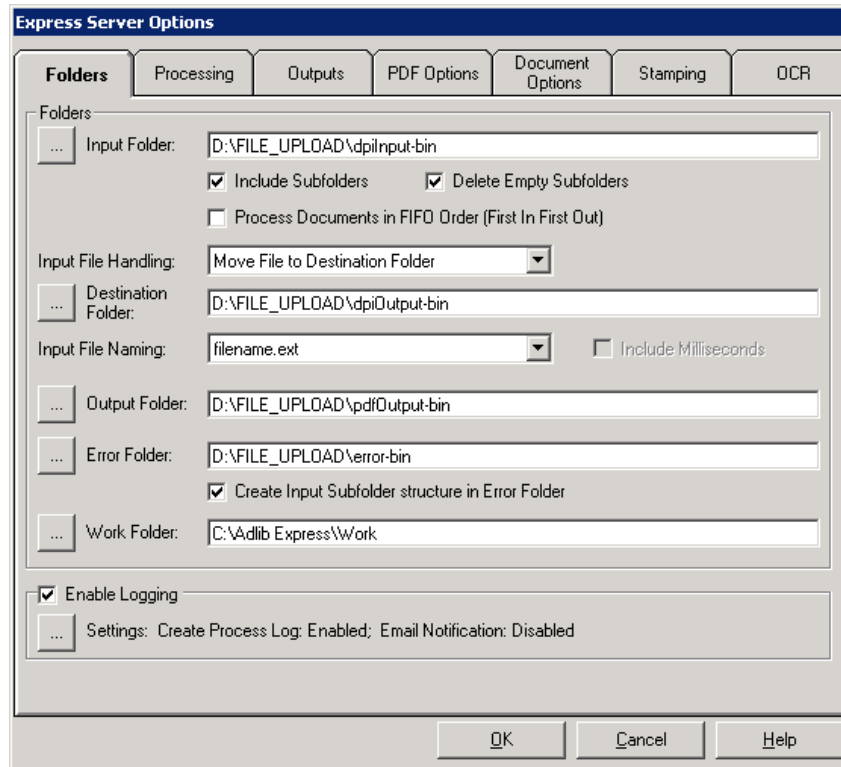 Express Server Options
Folders Processing Outputs PDF Options Document Options Stamping OCR
Folders
... Input Folder: D:\FILE_UPLOAD\dpiInput-bin
Include Subfolders Delete Empty Subfolders
Process Documents in FIFO Order (First In First Out)
Input File Handling: Move File to Destination Folder
... Destination Folder: D:\FILE_UPLOAD\dpiOutput-bin
Input File Naming: filename.ext Include Milliseconds
... Output Folder: D:\FILE_UPLOAD\pdfOutput-bin
... Error Folder: D:\FILE_UPLOAD\error-bin
Create Input Subfolder structure in Error Folder
... Work Folder: C:\Adlib Express\Work
Enable Logging
... Settings: Create Process Log: Enabled; Email Notification: Disabled
OK Cancel Help